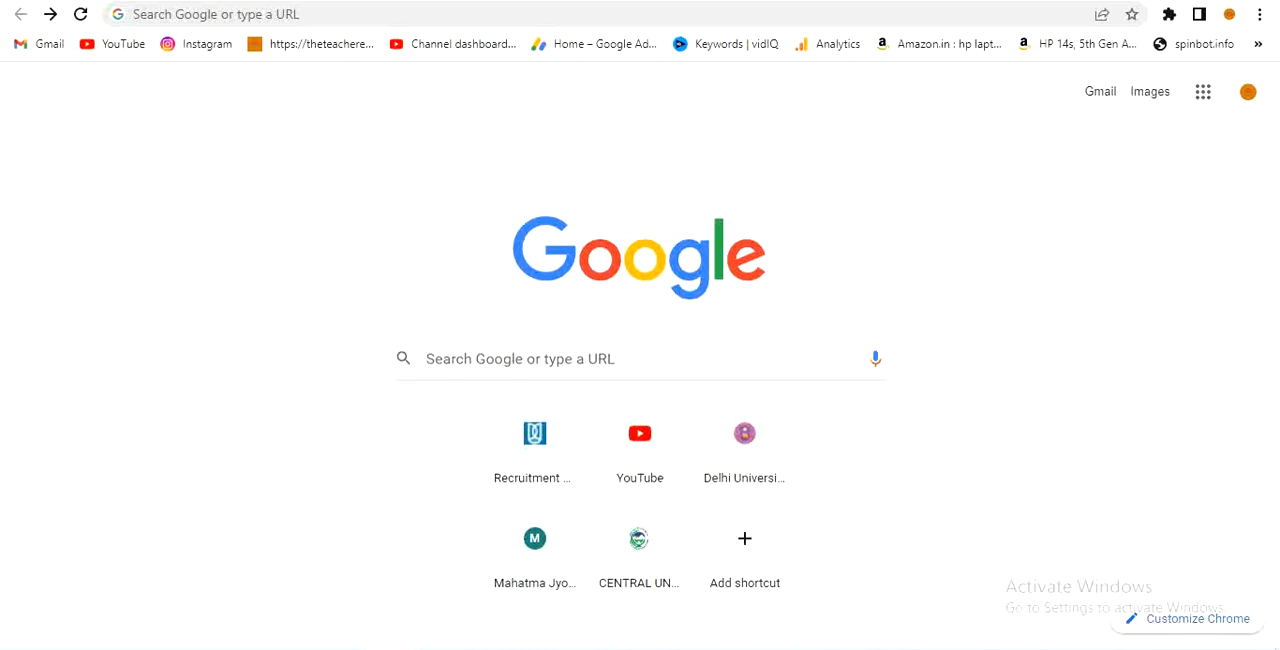 Search Google or type a URL
Gmail YouTube Instagram https://theteachere... Channel dashboard... Home – Google Ad... Keywords | vidIQ Analytics Amazon.in : hp lapt... HP 14s, 5th Gen A... spinbot.info »
Gmail Images
Google
Search Google or type a URL
Recruitment ... YouTube Delhi Universi...
M
Mahatma Jyo... CENTRAL UN... Add shortcut
Activate Windows
Go to Settings to activate Windows.
Customize Chrome